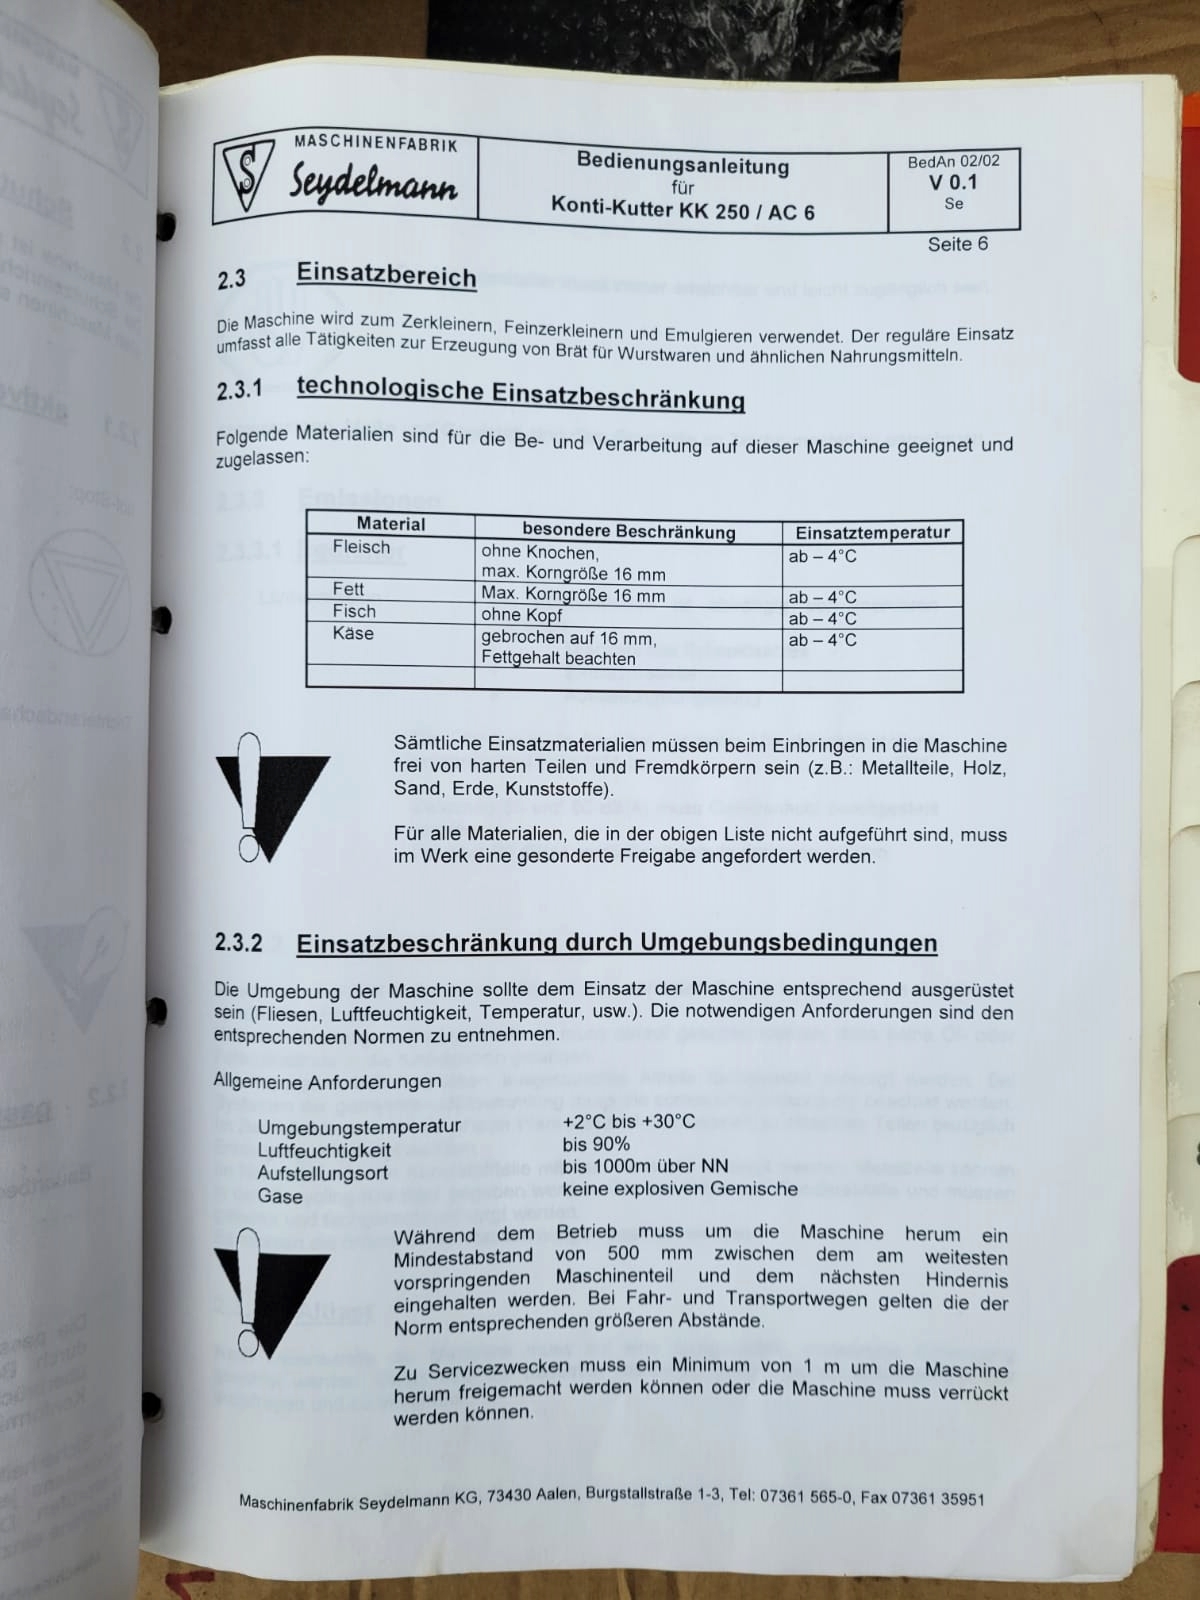 MASCHINENFABRIK
Seydelmann
Bedienungsanleitung
für
Konti-Kutter KK 250 / AC 6
BedAn 02/02
V 0.1
Se
Seite 6
2.3 Einsatzbereich
Die Maschine wird zum Zerkleinern, Feinzerkleinern und Emulgieren verwendet. Der reguläre Einsatz
umfasst alle Tätigkeiten zur Erzeugung von Brät für Wurstwaren und ähnlichen Nahrungsmitteln.
2.3.1 technologische Einsatzbeschränkung
Folgende Materialien sind für die Be- und Verarbeitung auf dieser Maschine geeignet und
zugelassen:
Material besondere Beschränkung Einsatztemperatur
Fleisch ohne Knochen, ab – 4°C
max. Korngröße 16 mm
Fett Max. Korngröße 16 mm ab – 4°C
Fisch ohne Kopf ab – 4°C
Käse gebrochen auf 16 mm, ab – 4°C
Fettgehalt beachten
Sämtliche Einsatzmaterialien müssen beim Einbringen in die Maschine
frei von harten Teilen und Fremdkörpern sein (z.B.: Metallteile, Holz,
Sand, Erde, Kunststoffe).
Für alle Materialien, die in der obigen Liste nicht aufgeführt sind, muss
im Werk eine gesonderte Freigabe angefordert werden.
2.3.2 Einsatzbeschränkung durch Umgebungsbedingungen
Die Umgebung der Maschine sollte dem Einsatz der Maschine entsprechend ausgerüstet
sein (Fliesen, Luftfeuchtigkeit, Temperatur, usw.). Die notwendigen Anforderungen sind den
entsprechenden Normen zu entnehmen.
Allgemeine Anforderungen
Umgebungstemperatur +2°C bis +30°C
Luftfeuchtigkeit bis 90%
Aufstellungsort bis 1000m über NN
Gase keine explosiven Gemische
Während dem Betrieb muss um die Maschine herum ein
Mindestabstand von 500 mm zwischen dem am weitesten
vorspringenden Maschinenteil und dem nächsten Hindernis
eingehalten werden. Bei Fahr- und Transportwegen gelten die der
Norm entsprechenden größeren Abstände.
Zu Servicezwecken muss ein Minimum von 1 m um die Maschine
herum freigemacht werden können oder die Maschine muss verrückt
werden können.
Maschinenfabrik Seydelmann KG, 73430 Aalen, Burgstallstraße 1-3, Tel: 07361 565-0, Fax 07361 35951